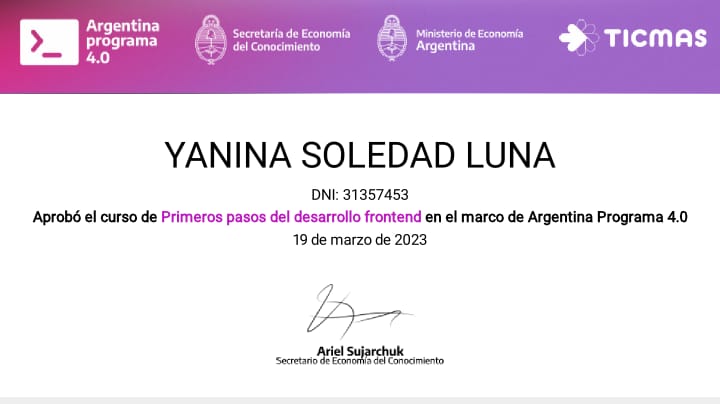 Argentina
programa
4.0
Secretaría de Economía
del Conocimiento
Ministerio de Economía
Argentina
TICMAS
YANINA SOLEDAD LUNA
DNI: 31357453
Aprobó el curso de Primeros pasos del desarrollo frontend en el marco de Argentina Programa 4.0
19 de marzo de 2023
Ariel Sujarchuk
Secretario de Economía del Conocimiento